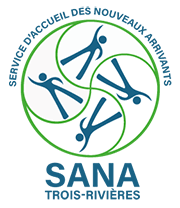 SERVICE D'ACCUEIL DES NOUVEAUX ARRIVANTS
SANA
TROIS-RIVIÈRES